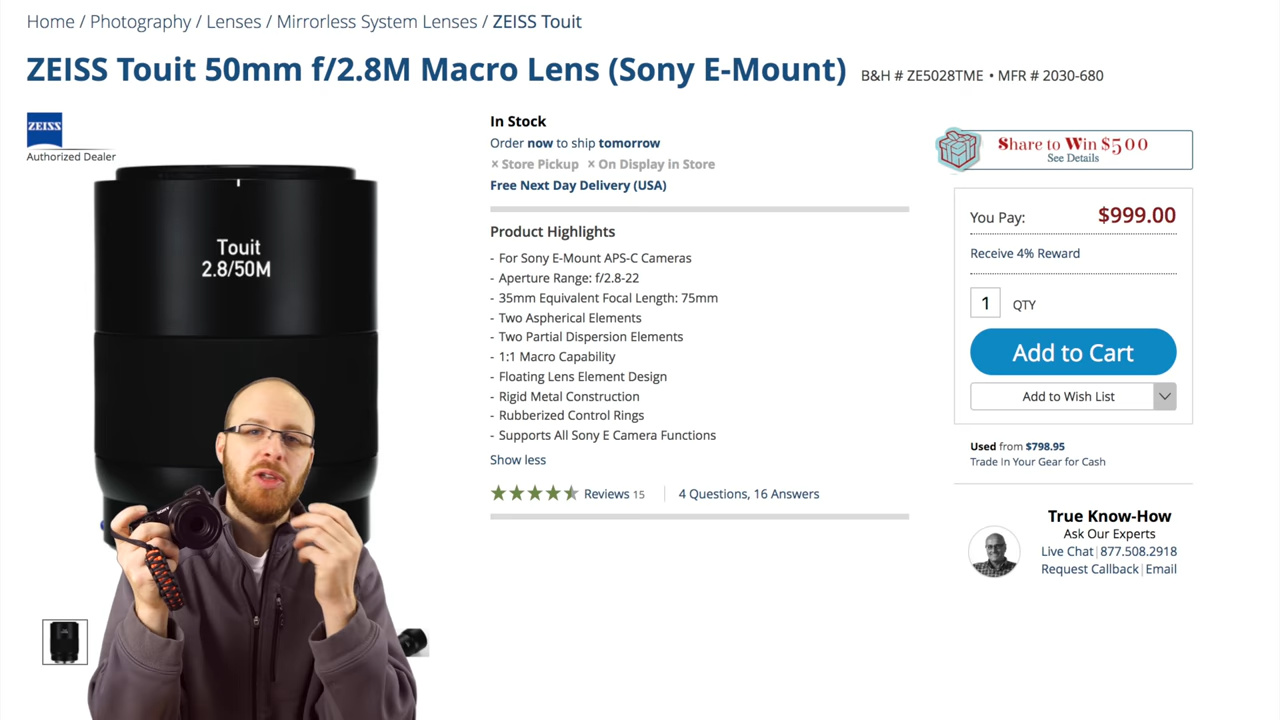 Home / Photography / Lenses / Mirrorless System Lenses / ZEISS Touit
ZEISS Touit 50mm f/2.8M Macro Lens (Sony E-Mount) B&H # ZE5028TME • MFR # 2030-680
ZEISS
Authorized Dealer
Touit
2.8/50M
In Stock
Order now to ship tomorrow
× Store Pickup × On Display in Store
Free Next Day Delivery (USA)
Product Highlights
- For Sony E-Mount APS-C Cameras
- Aperture Range: f/2.8-22
- 35mm Equivalent Focal Length: 75mm
- Two Aspherical Elements
- Two Partial Dispersion Elements
- 1:1 Macro Capability
- Floating Lens Element Design
- Rigid Metal Construction
- Rubberized Control Rings
- Supports All Sony E Camera Functions
Show less
Reviews 15 | 4 Questions, 16 Answers
Share to Win $500
See Details
You Pay: $999.00
Receive 4% Reward
1 QTY
Add to Cart
Add to Wish List
Used from $798.95
Trade In Your Gear for Cash
True Know-How
Ask Our Experts
Live Chat | 877.508.2918
Request Callback | Email